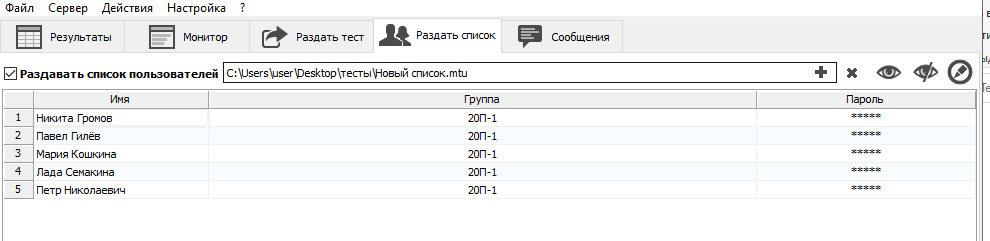 Файл Сервер Действия Настройка ?
Результаты Монитор Раздать тест Раздать список Сообщения
Раздавать список пользователей C:\Users\user\Desktop\тесты\Новый список.mtu
Имя Группа Пароль
1 Никита Громов 20П-1 *****
2 Павел Гилёв 20П-1 *****
3 Мария Кошкина 20П-1 *****
4 Лада Семакина 20П-1 *****
5 Петр Николаевич 20П-1 *****